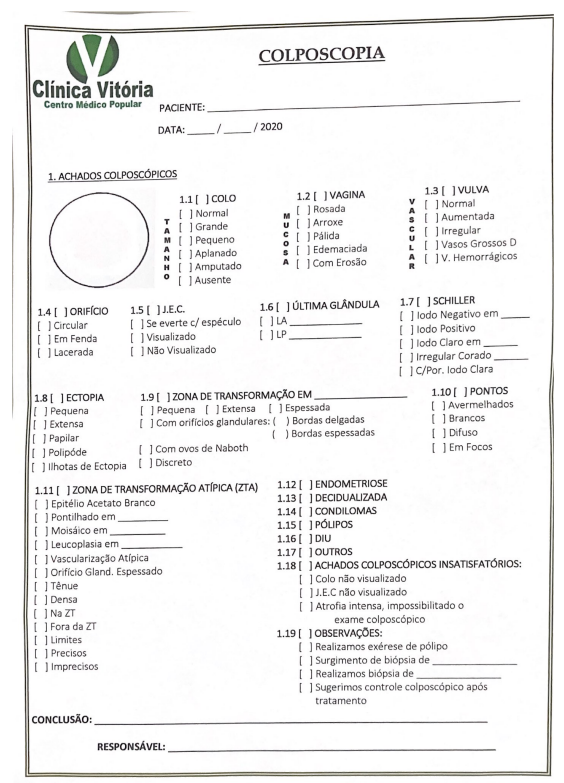 COLPOSCOPIA
V
Clínica Vitória
Centro Médico Popular
PACIENTE: ____________________
DATA: _____ / _____ / 2020
1. ACHADOS COLPOSCÓPICOS
1.1 [ ] COLO
TAMANHO
[ ] Normal
[ ] Grande
[ ] Pequeno
[ ] Aplanado
[ ] Amputado
[ ] Ausente
1.2 [ ] VAGINA
MUCOSA
[ ] Rosada
[ ] Arroxe
[ ] Pálida
[ ] Edemaciada
[ ] Com Erosão
1.3 [ ] VULVA
VASCULAR
[ ] Normal
[ ] Aumentada
[ ] Irregular
[ ] Vasos Grossos D
[ ] V. Hemorrágicos
1.4 [ ] ORIFÍCIO
[ ] Circular
[ ] Em Fenda
[ ] Lacerada
1.5 [ ] J.E.C.
[ ] Se everte c/ espéculo
[ ] Visualizado
[ ] Não Visualizado
1.6 [ ] ÚLTIMA GLÂNDULA
[ ] LA ____________
[ ] LP ____________
1.7 [ ] SCHILLER
[ ] Iodo Negativo em ____
[ ] Iodo Positivo
[ ] Iodo Claro em _____
[ ] Irregular Corado _____
[ ] C/Por. Iodo Clara
1.8 [ ] ECTOPIA
[ ] Pequena
[ ] Extensa
[ ] Papilar
[ ] Polipóde
[ ] Ilhotas de Ectopia
1.9 [ ] ZONA DE TRANSFORMAÇÃO EM ____________________
[ ] Pequena [ ] Extensa [ ] Espessada
[ ] Com orifícios glandulares: ( ) Bordas delgadas
( ) Bordas espessadas
[ ] Com ovos de Naboth
[ ] Discreto
1.10 [ ] PONTOS
[ ] Avermelhados
[ ] Brancos
[ ] Difuso
[ ] Em Focos
1.11 [ ] ZONA DE TRANSFORMAÇÃO ATÍPICA (ZTA)
[ ] Epitélio Acetato Branco
[ ] Pontilhado em _________
[ ] Moisáico em __________
[ ] Leucoplasia em ___________
[ ] Vascularização Atípica
[ ] Orifício Gland. Espessado
[ ] Tênue
[ ] Densa
[ ] Na ZT
[ ] Fora da ZT
[ ] Limites
[ ] Precisos
[ ] Imprecisos
1.12 [ ] ENDOMETRIOSE
1.13 [ ] DECIDUALIZADA
1.14 [ ] CONDILOMAS
1.15 [ ] PÓLIPOS
1.16 [ ] DIU
1.17 [ ] OUTROS
1.18 [ ] ACHADOS COLPOSCÓPICOS INSATISFATÓRIOS:
[ ] Colo não visualizado
[ ] J.E.C não visualizado
[ ] Atrofia intensa, impossibilitado o
exame colposcópico
1.19 [ ] OBSERVAÇÕES:
[ ] Realizamos exérese de pólipo
[ ] Surgimento de biópsia de _______________
[ ] Realizamos biópsia de __________________
[ ] Sugerimos controle colposcópico após
tratamento
CONCLUSÃO: ____________________
RESPONSÁVEL: ____________________